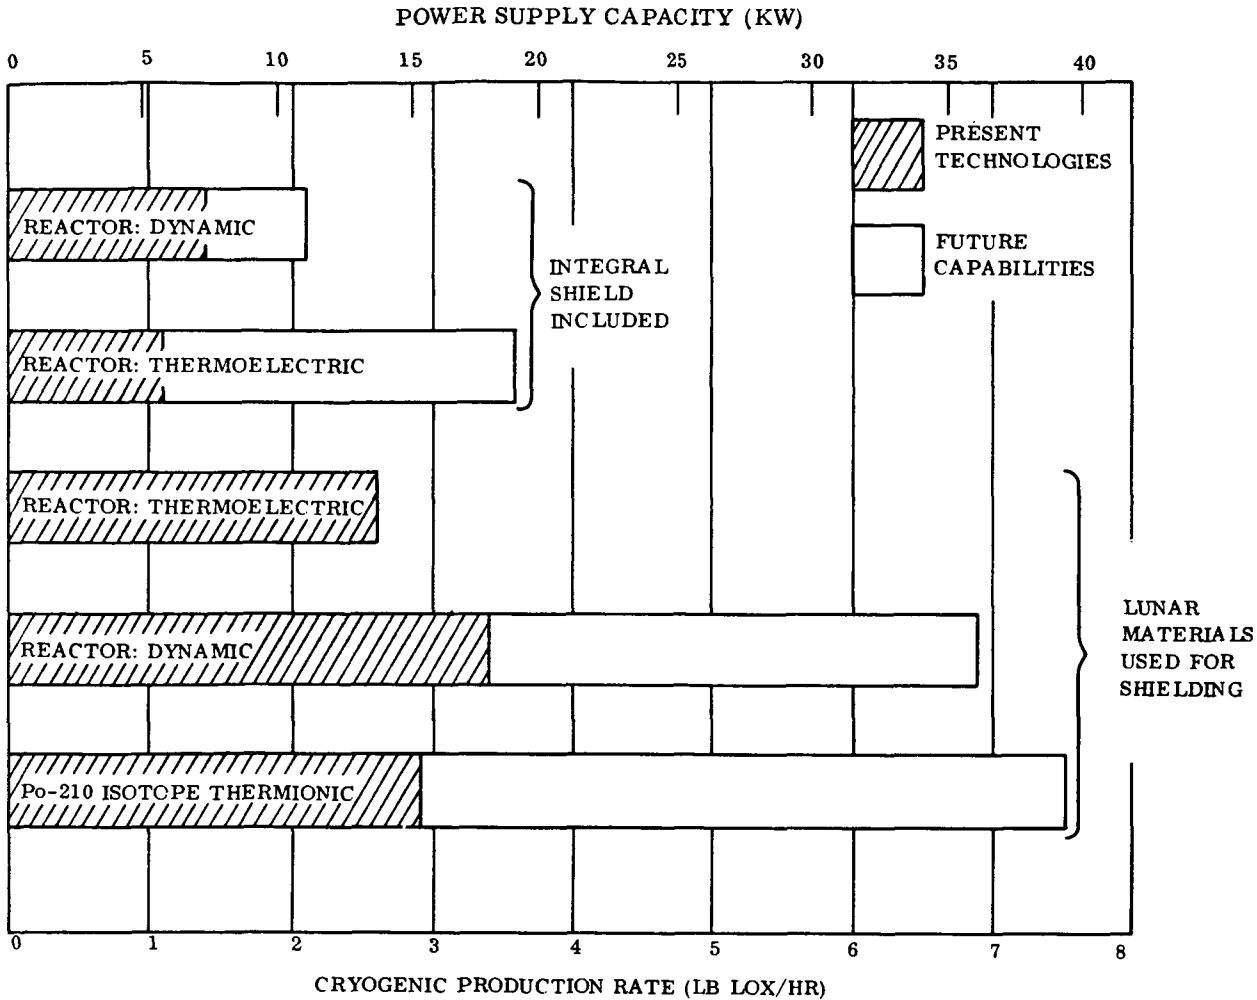 POWER SUPPLY CAPACITY (KW)
0 5 10 15 20 25 30 35 40
PRESENT
TECHNOLOGIES
FUTURE
CAPABILITIES
REACTOR: DYNAMIC
REACTOR: THERMOELECTRIC
INTEGRAL
SHIELD
INCLUDED
REACTOR: THERMOELECTRIC
REACTOR: DYNAMIC
Po-210 ISOTOPE THERMIONIC
LUNAR
MATERIALS
USED FOR
SHIELDING
0 1 2 3 4 5 6 7 8
CRYOGENIC PRODUCTION RATE (LB LOX/HR)